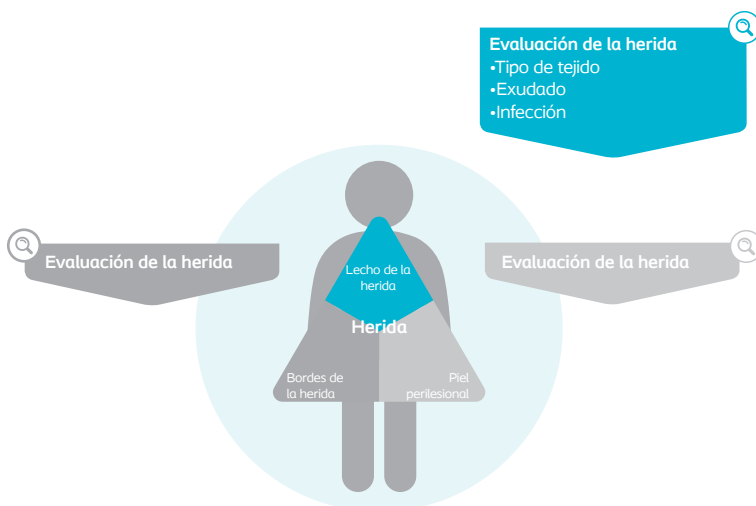 Evaluación de la herida
•Tipo de tejido
•Exudado
•Infección
Evaluación de la herida
Evaluación de la herida
Lecho de la
herida
Herida
Bordes de
la herida
Piel
perilesional